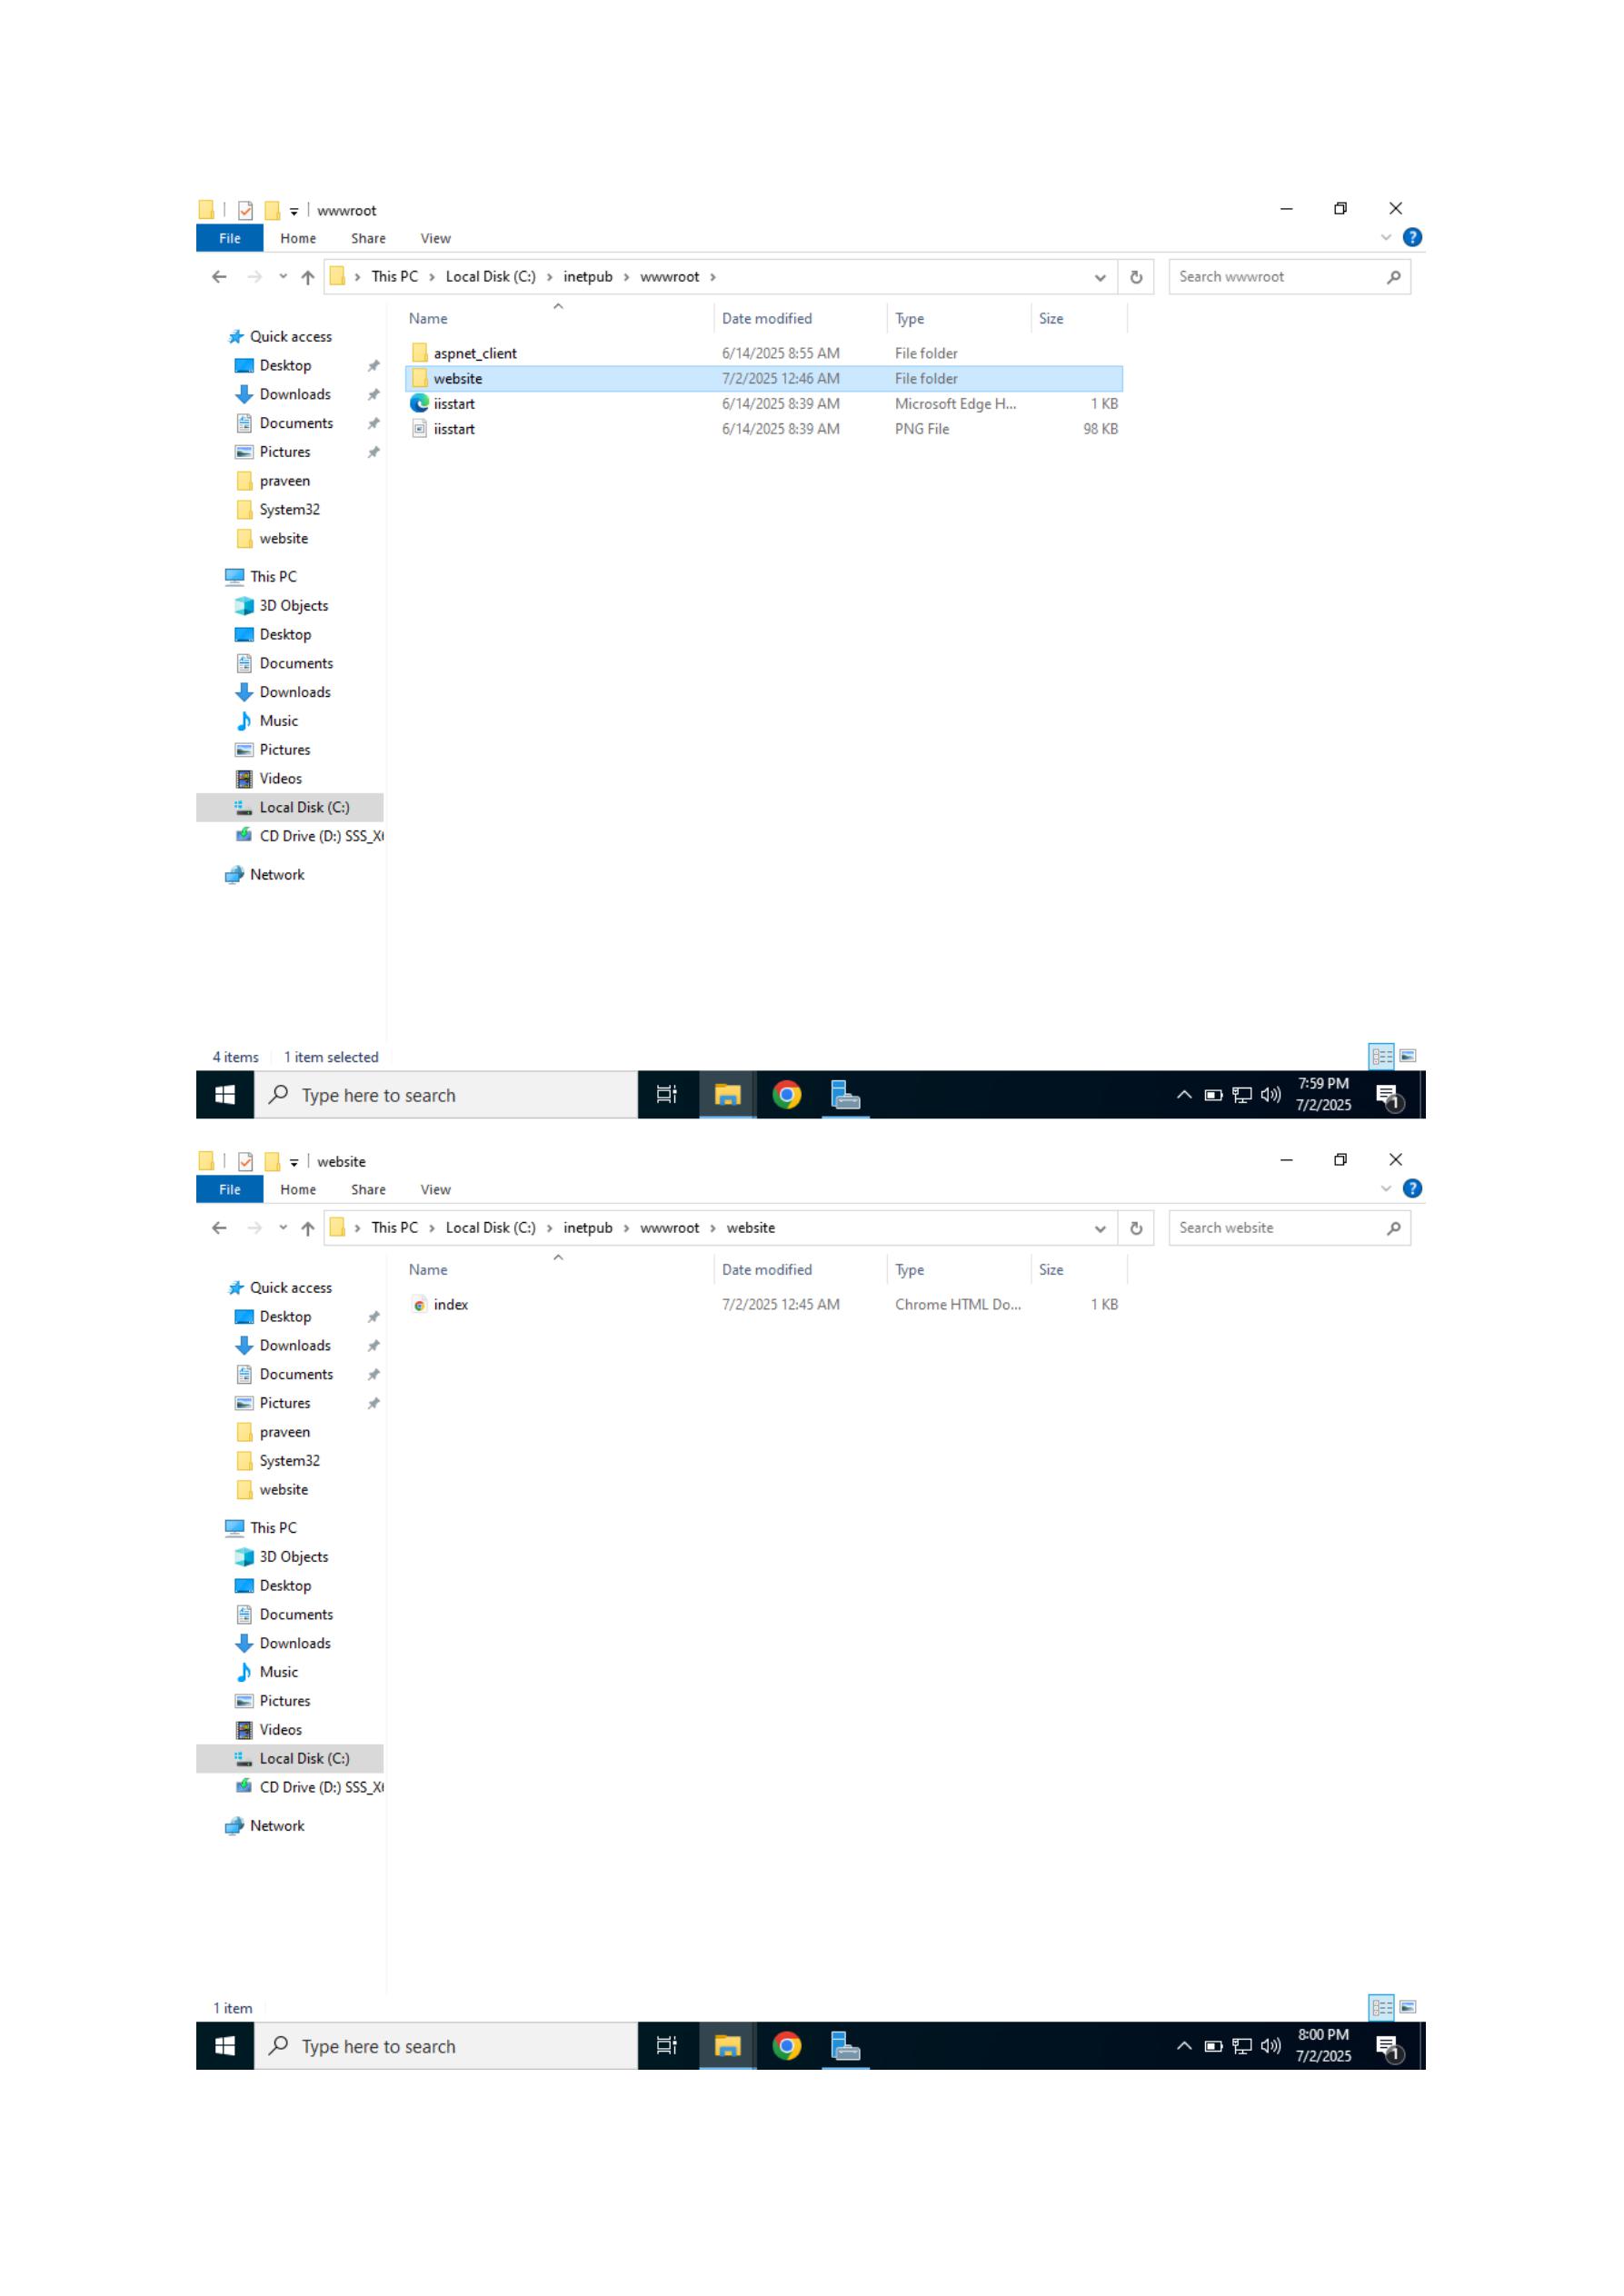 wwwroot
File Home Share View
This PC Local Disk (C:) inetpub wwwroot Search wwwroot
Name Date modified Type Size
Quick access
Desktop
Downloads
Documents
Pictures
praveen
System32
website
This PC
3D Objects
Desktop
Documents
Downloads
Music
Pictures
Videos
Local Disk (C:)
CD Drive (D:) SSS_X
Network
aspnet_client 6/14/2025 8:55 AM File folder
website 7/2/2025 12:46 AM File folder
iisstart 6/14/2025 8:39 AM Microsoft Edge H... 1 KB
iisstart 6/14/2025 8:39 AM PNG File 98 KB
4 items 1 item selected
Type here to search
7:59 PM
7/2/2025
1
website
File Home Share View
This PC Local Disk (C:) inetpub wwwroot website Search website
Name Date modified Type Size
Quick access
Desktop
Downloads
Documents
Pictures
praveen
System32
website
This PC
3D Objects
Desktop
Documents
Downloads
Music
Pictures
Videos
Local Disk (C:)
CD Drive (D:) SSS_X
Network
index 7/2/2025 12:45 AM Chrome HTML Do... 1 KB
1 item
Type here to search
8:00 PM
7/2/2025
1